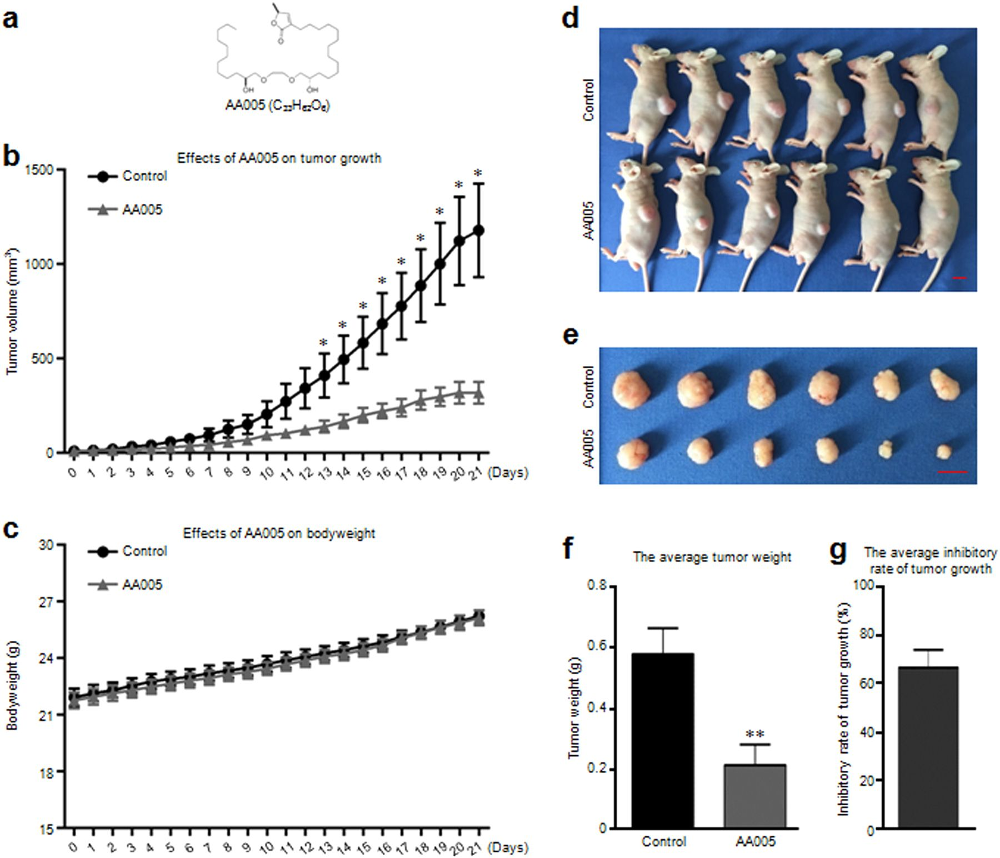 a
O
O
OH
O
O
OH
AA005 (C₃₂H₆₂O₆)
b
Effects of AA005 on tumor growth
Control
AA005
Tumor volume (mm³)
1500
1000
500
0
* * * * * * * * *
0 1 2 3 4 5 6 7 8 9 10 11 12 13 14 15 16 17 18 19 20 21 (Days)
c
Effects of AA005 on bodyweight
Control
AA005
Bodyweight (g)
30
27
24
21
18
15
0 1 2 3 4 5 6 7 8 9 10 11 12 13 14 15 16 17 18 19 20 21 (Days)
d
Control
AA005
e
Control
AA005
f
The average tumor weight
Tumor weight (g)
0.8
0.6
0.4
0.2
0
**
Control AA005
g
The average inhibitory
rate of tumor growth
Inhibitory rate of tumor growth (%)
100
80
60
40
20
0